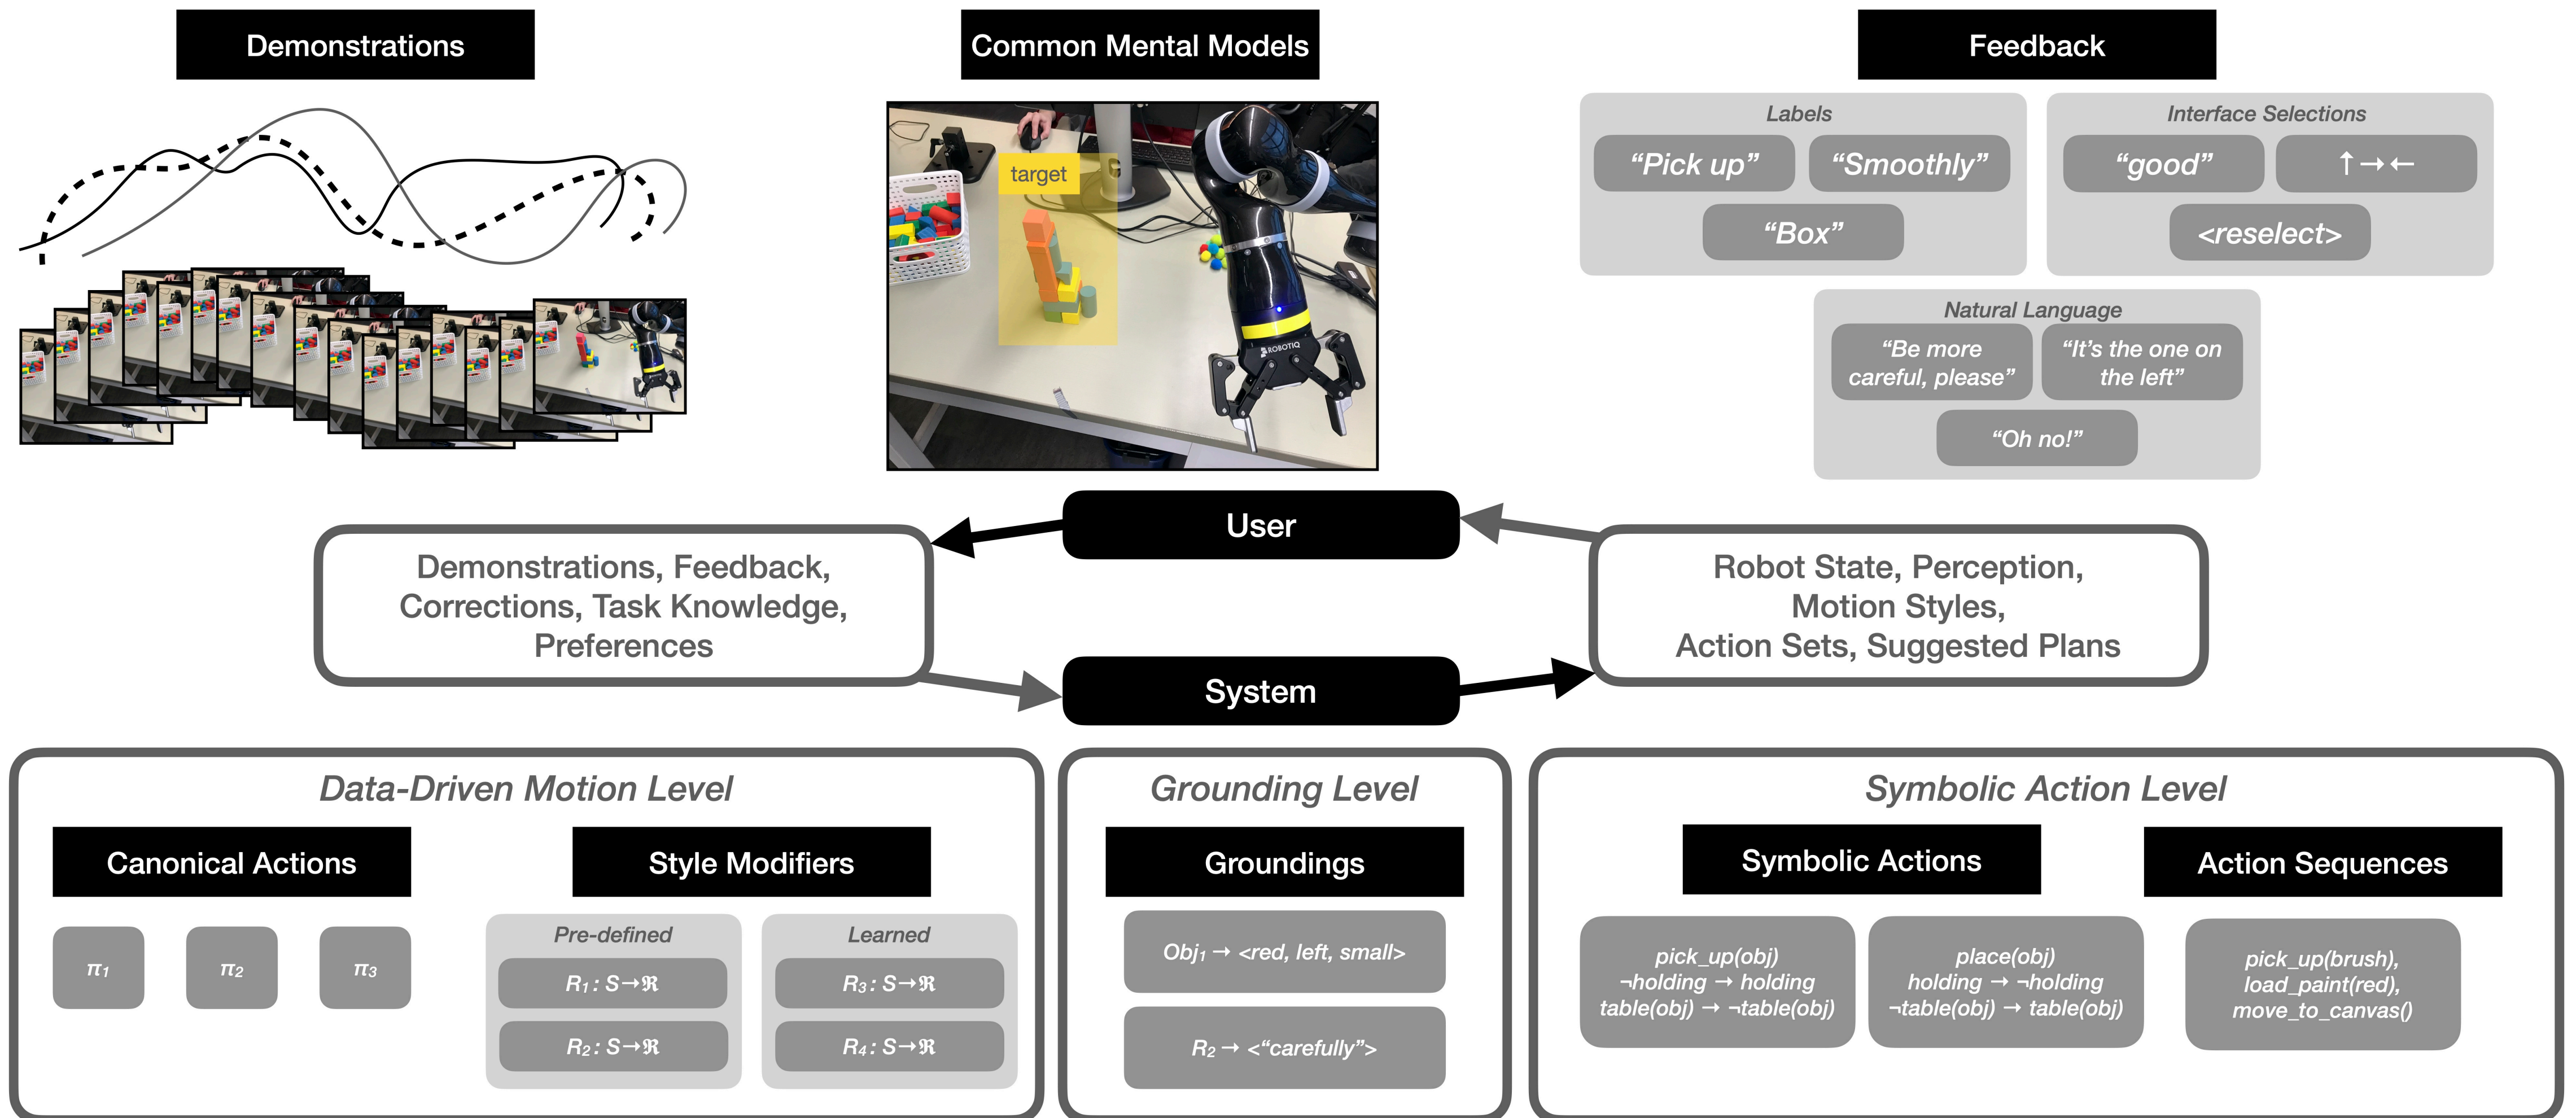 Demonstrations
Common Mental Models
Feedback
target
ROBOTIQ
Labels
“Pick up”
“Smoothly”
“Box”
Interface Selections
“good”
↑→←
<reselect>
Natural Language
“Be more
careful, please”
“It’s the one on
the left”
“Oh no!”
User
Demonstrations, Feedback,
Corrections, Task Knowledge,
Preferences
Robot State, Perception,
Motion Styles,
Action Sets, Suggested Plans
System
Data-Driven Motion Level
Canonical Actions
π₁
π₂
π₃
Style Modifiers
Pre-defined
R₁ : S→ℜ
R₂ : S→ℜ
Learned
R₃ : S→ℜ
R₄ : S→ℜ
Grounding Level
Groundings
Obj₁ → <red, left, small>
R₂ → <“carefully”>
Symbolic Action Level
Symbolic Actions
pick_up(obj)
¬holding → holding
table(obj) → ¬table(obj)
place(obj)
holding → ¬holding
¬table(obj) → table(obj)
Action Sequences
pick_up(brush),
load_paint(red),
move_to_canvas()